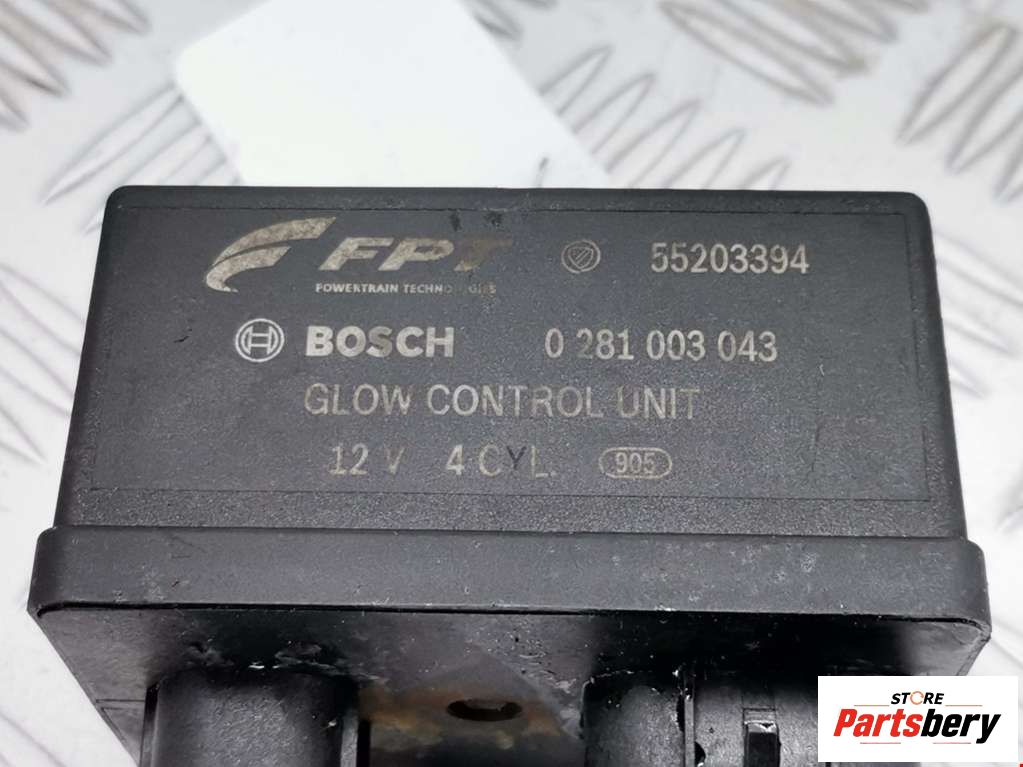 FPT 55203394
POWERTRAIN TECHNOLOGIES
BOSCH 0 281 003 043
GLOW CONTROL UNIT
12 V 4 CYL. 905
STORE
Partsbery